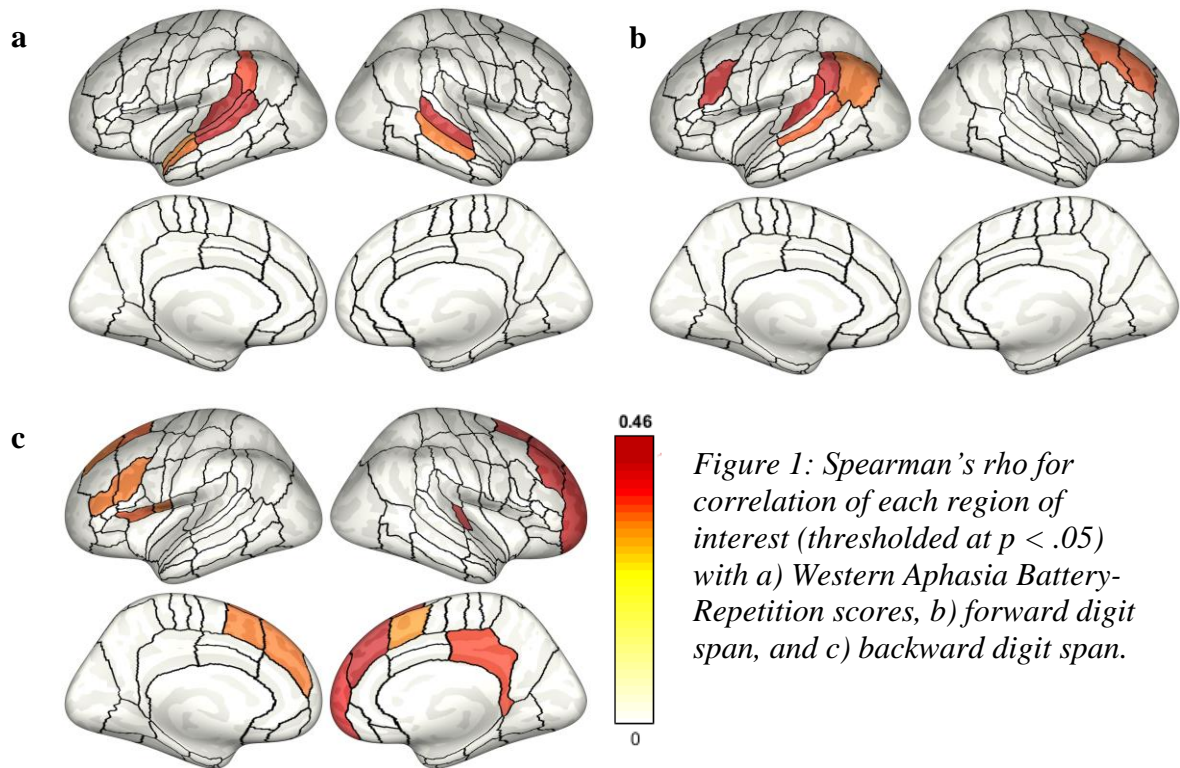 a
b
c
0.46
0
Figure 1: Spearman's rho for
correlation of each region of
interest (thresholded at p < .05)
with a) Western Aphasia Battery-
Repetition scores, b) forward digit
span, and c) backward digit span.